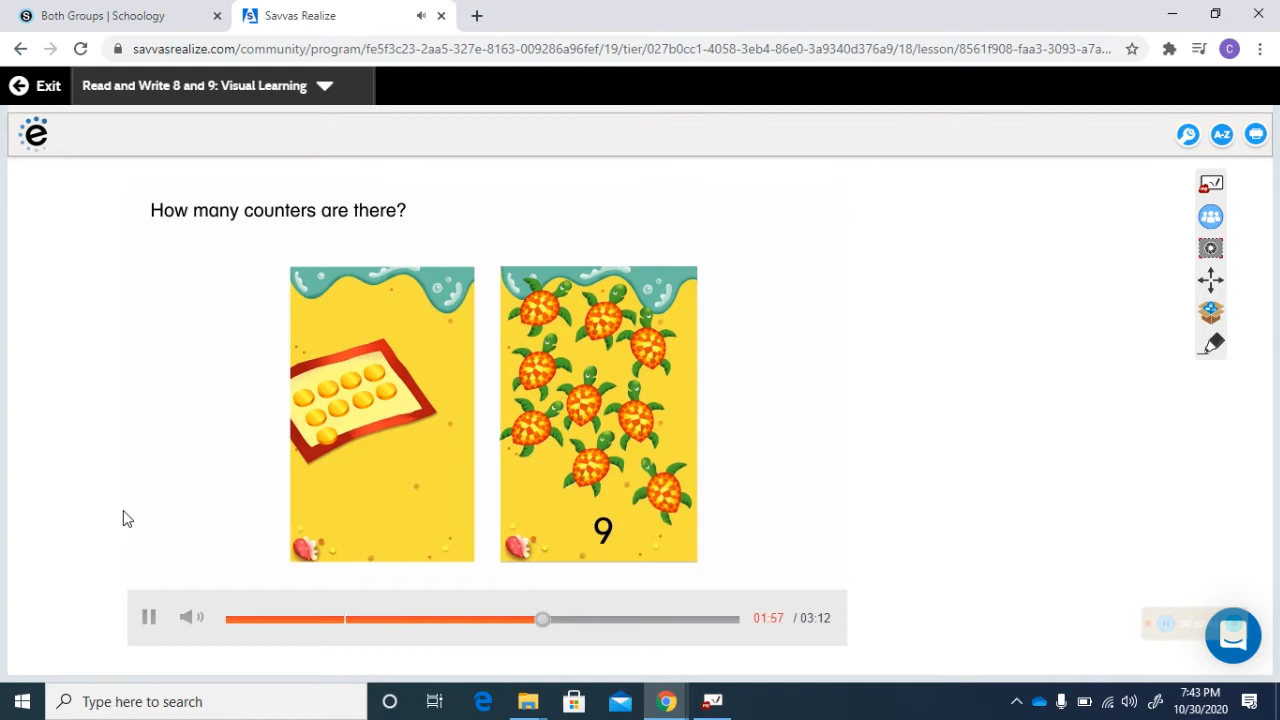 Both Groups | Schoology
Savvas Realize
savvasrealize.com/community/program/fe5f3c23-2aa5-327e-8163-009286a96fef/19/tier/027b0cc1-4058-3eb4-86e0-3a9340d376a9/18/lesson/8561f908-faa3-3093-a7a...
C
Exit
Read and Write 8 and 9: Visual Learning
e
A-Z
How many counters are there?
9
01:57 / 03:12
Type here to search
7:43 PM
10/30/2020